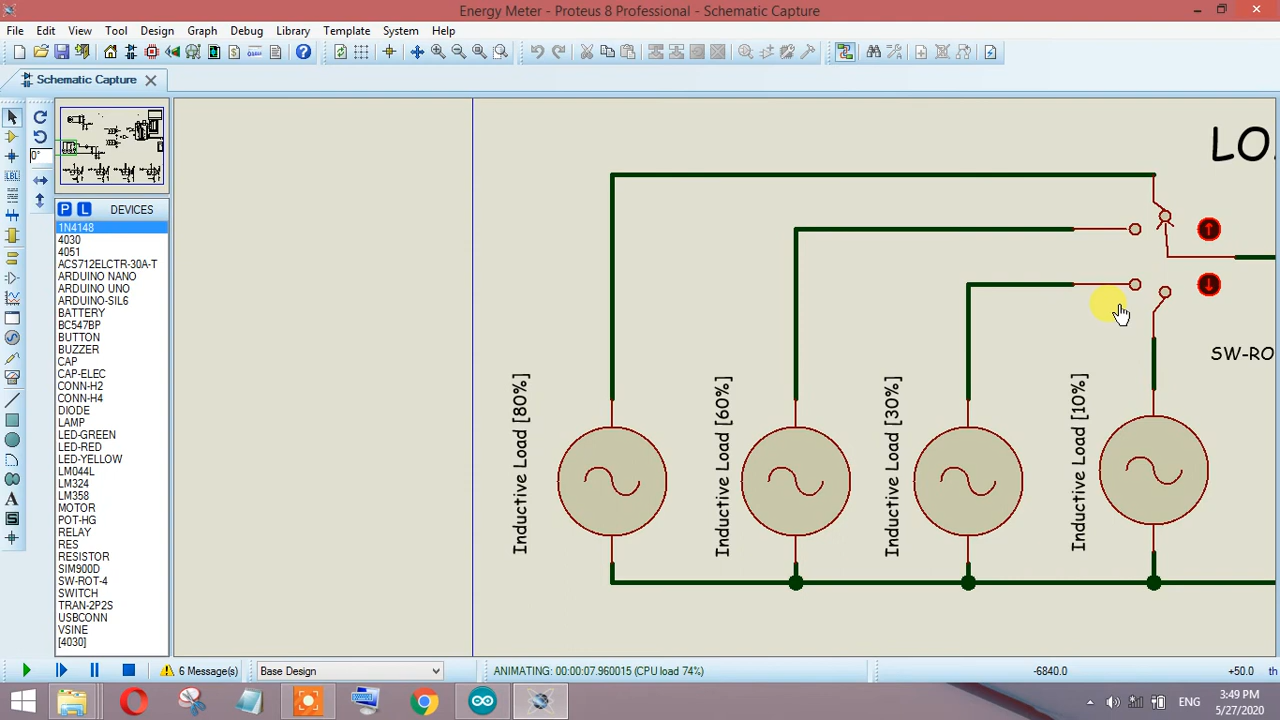 Energy Meter - Proteus 8 Professional - Schematic Capture
File Edit View Tool Design Graph Debug Library Template System Help
Schematic Capture
LO
0°
P L DEVICES
1N4148
4030
4051
ACS712ELCTR-30A-T
ARDUINO NANO
ARDUINO UNO
ARDUINO-SIL6
BATTERY
BC547BP
BUTTON
BUZZER
CAP
CAP-ELEC
CONN-H2
CONN-H4
DIODE
LAMP
LED-GREEN
LED-RED
LED-YELLOW
LM044L
LM324
LM358
MOTOR
POT-HG
RELAY
RES
RESISTOR
SIM900D
SW-ROT-4
SWITCH
TRAN-2P2S
USBCONN
VSINE
[4030]
LBL
A
S
SW-RO
Inductive Load [80%]
Inductive Load [60%]
Inductive Load [30%]
Inductive Load [10%]
6 Message(s) Base Design ANIMATING: 00:00:07.960015 (CPU load 74%) -6840.0 +50.0 th
ENG
3:49 PM
5/27/2020